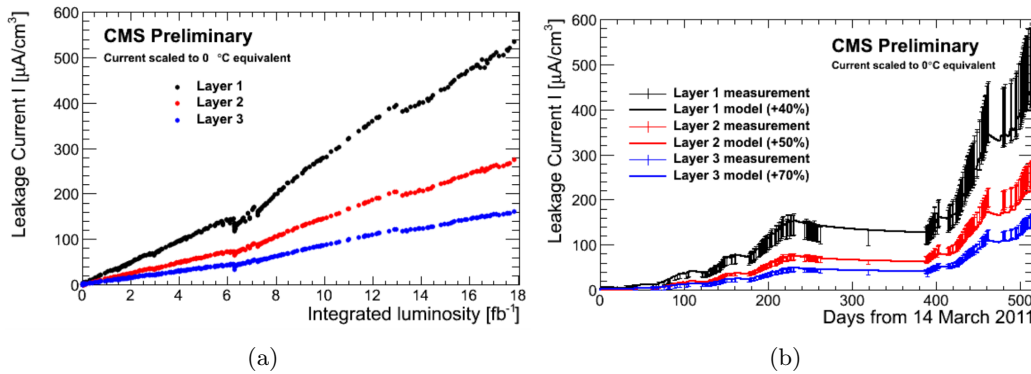 CMS Preliminary
Current scaled to 0 °C equivalent
Layer 1
Layer 2
Layer 3
Leakage Current I [µA/cm³]
600
500
400
300
200
100
0
0 2 4 6 8 10 12 14 16 18
Integrated luminosity [fb⁻¹]
(a)
CMS Preliminary
Current scaled to 0°C equivalent
Layer 1 measurement
Layer 1 model (+40%)
Layer 2 measurement
Layer 2 model (+50%)
Layer 3 measurement
Layer 3 model (+70%)
Leakage Current I [µA/cm³]
600
500
400
300
200
100
0
0 100 200 300 400 500
Days from 14 March 2011
(b)